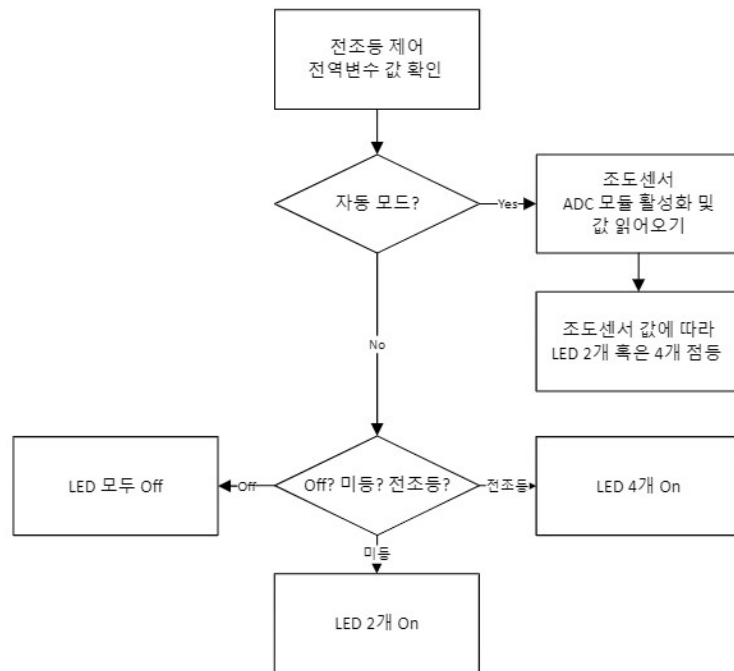 전조등 제어
전역변수 값 확인
자동 모드?
Yes
조도센서
ADC 모듈 활성화 및
값 읽어오기
조도센서 값에 따라
LED 2개 혹은 4개 점등
No
LED 모두 Off
Off
Off? 미등? 전조등?
전조등
LED 4개 On
미등
LED 2개 On